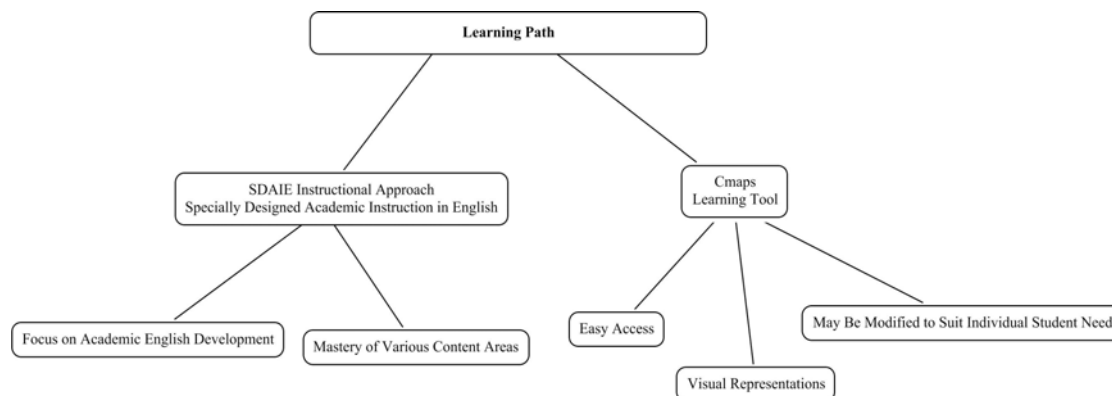 Learning Path
SDAIE Instructional Approach
Specially Designed Academic Instruction in English
Cmaps
Learning Tool
Focus on Academic English Development
Mastery of Various Content Areas
Easy Access
Visual Representations
May Be Modified to Suit Individual Student Need